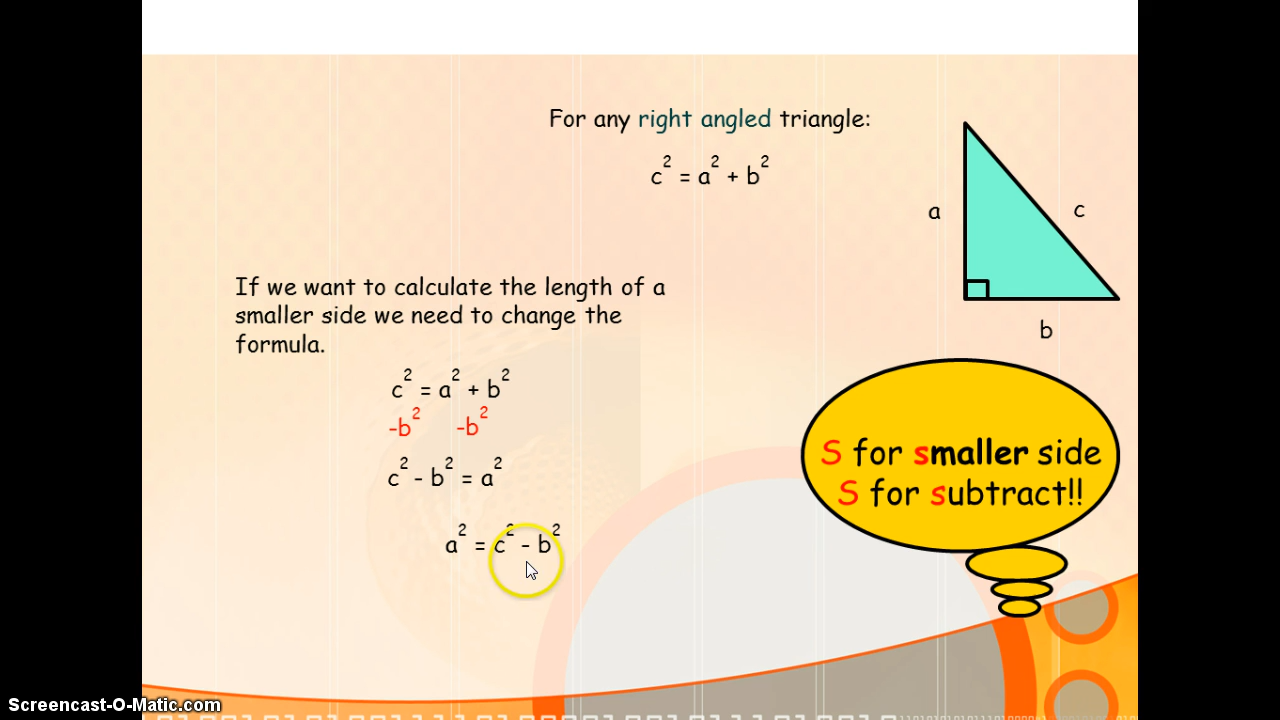 For any right angled triangle:
c² = a² + b²
a
c
b
If we want to calculate the length of a
smaller side we need to change the
formula.
c² = a² + b²
-b² -b²
c² - b² = a²
a² = c² - b²
S for smaller side
S for subtract!!
Screencast-O-Matic.com